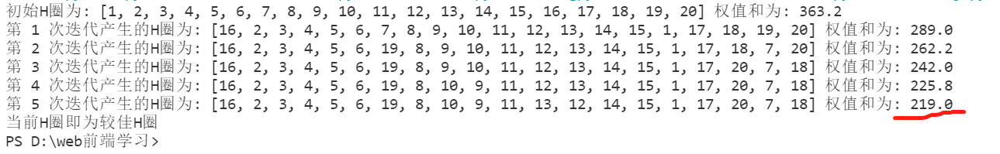 初始H圈为: [1, 2, 3, 4, 5, 6, 7, 8, 9, 10, 11, 12, 13, 14, 15, 16, 17, 18, 19, 20] 权值和为: 363.2
第 1 次迭代产生的H圈为: [16, 2, 3, 4, 5, 6, 7, 8, 9, 10, 11, 12, 13, 14, 15, 1, 17, 18, 19, 20] 权值和为: 289.0
第 2 次迭代产生的H圈为: [16, 2, 3, 4, 5, 6, 19, 8, 9, 10, 11, 12, 13, 14, 15, 1, 17, 18, 7, 20] 权值和为: 262.2
第 3 次迭代产生的H圈为: [16, 2, 3, 4, 5, 6, 19, 8, 9, 10, 11, 12, 13, 14, 15, 1, 17, 20, 7, 18] 权值和为: 242.0
第 4 次迭代产生的H圈为: [16, 2, 3, 4, 5, 6, 19, 8, 10, 9, 11, 12, 13, 14, 15, 1, 17, 20, 7, 18] 权值和为: 225.8
第 5 次迭代产生的H圈为: [16, 2, 3, 4, 5, 6, 19, 8, 10, 9, 11, 13, 12, 14, 15, 1, 17, 20, 7, 18] 权值和为: 219.0
当前H圈即为较佳H圈
PS D:\web前端学习>